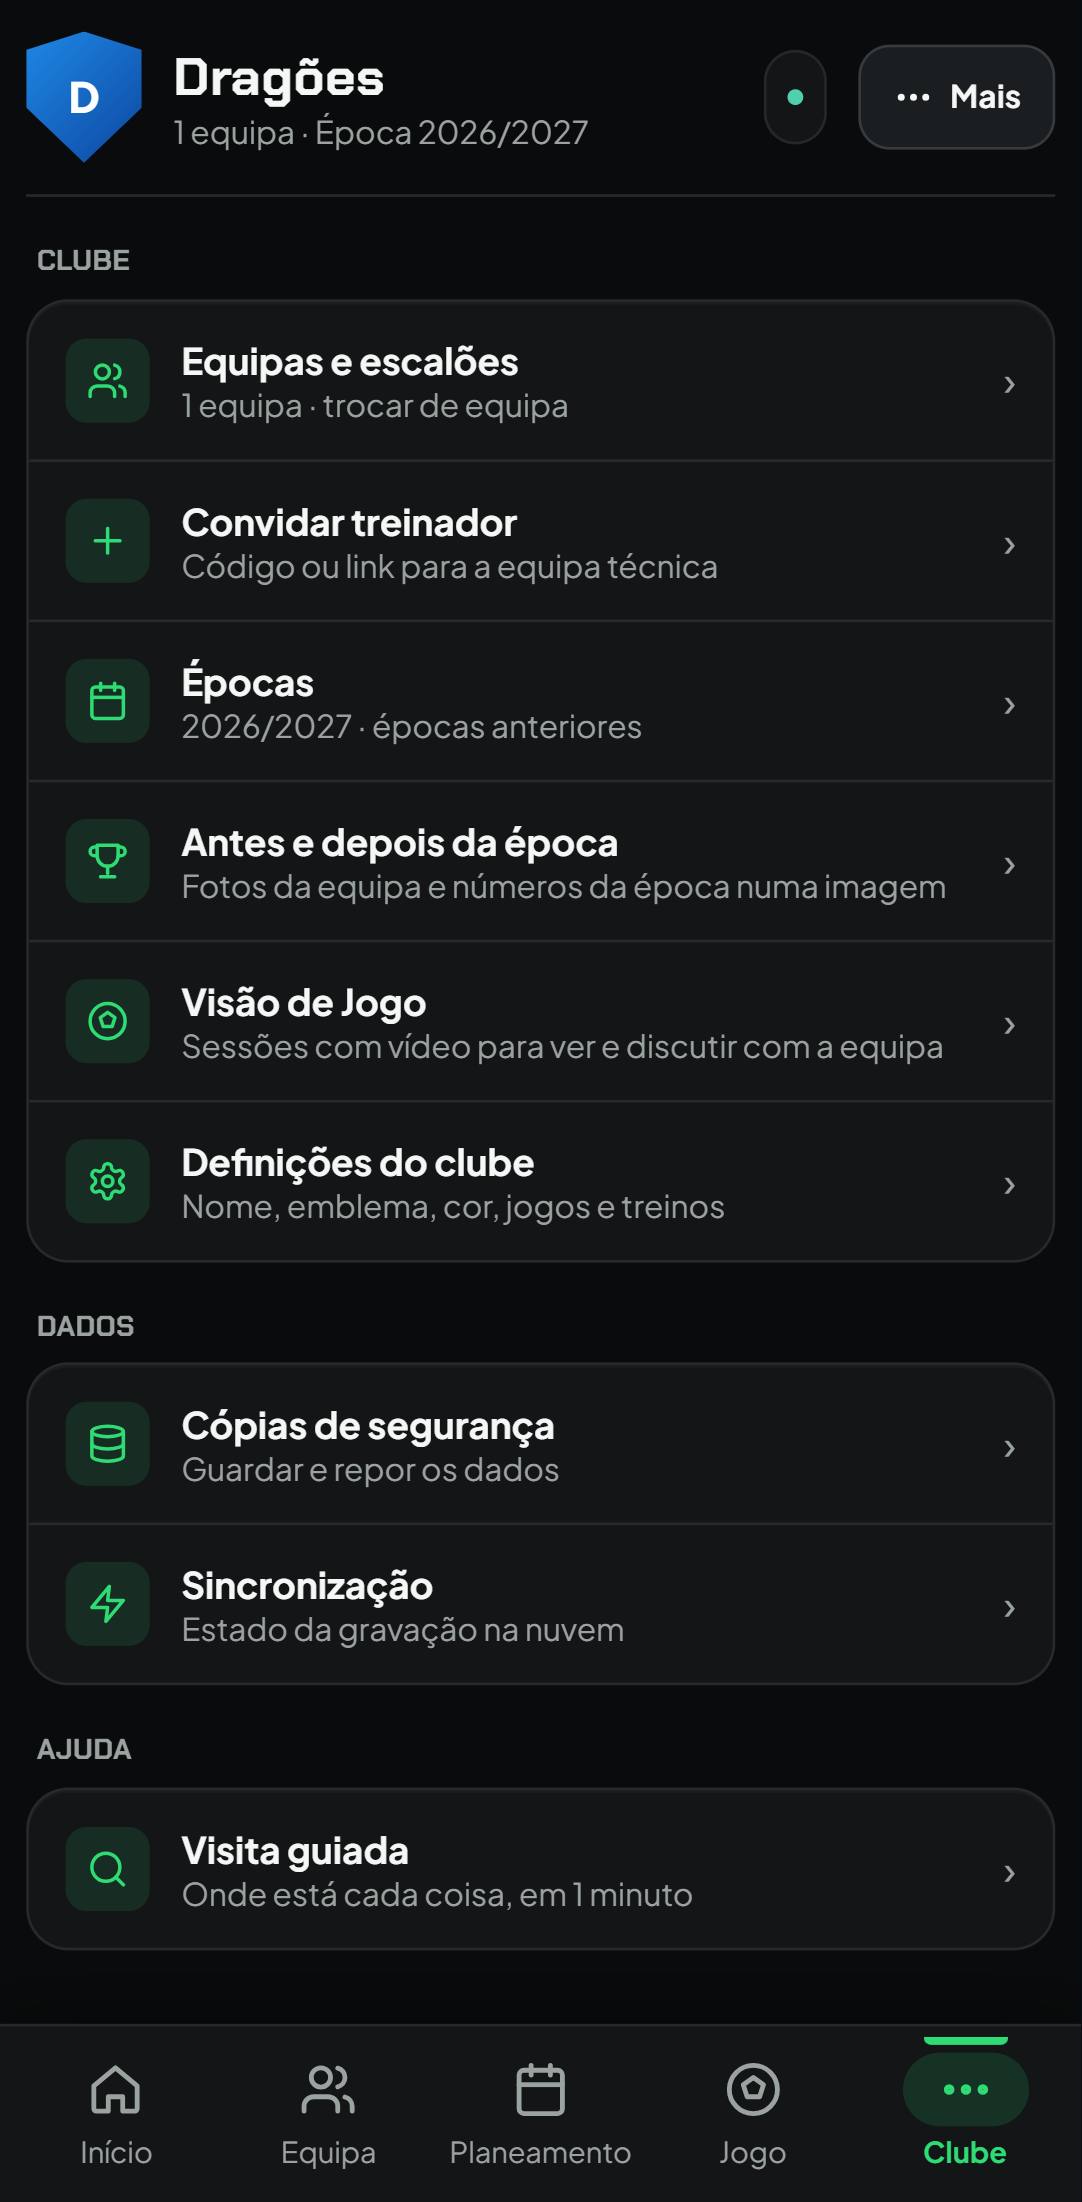 D
Dragões
1 equipa · Época 2026/2027
Mais
CLUBE
Equipas e escalões
1 equipa · trocar de equipa
Convidar treinador
Código ou link para a equipa técnica
Épocas
2026/2027 · épocas anteriores
Antes e depois da época
Fotos da equipa e números da época numa imagem
Visão de Jogo
Sessões com vídeo para ver e discutir com a equipa
Definições do clube
Nome, emblema, cor, jogos e treinos
DADOS
Cópias de segurança
Guardar e repor os dados
Sincronização
Estado da gravação na nuvem
AJUDA
Visita guiada
Onde está cada coisa, em 1 minuto
Início
Equipa
Planeamento
Jogo
Clube